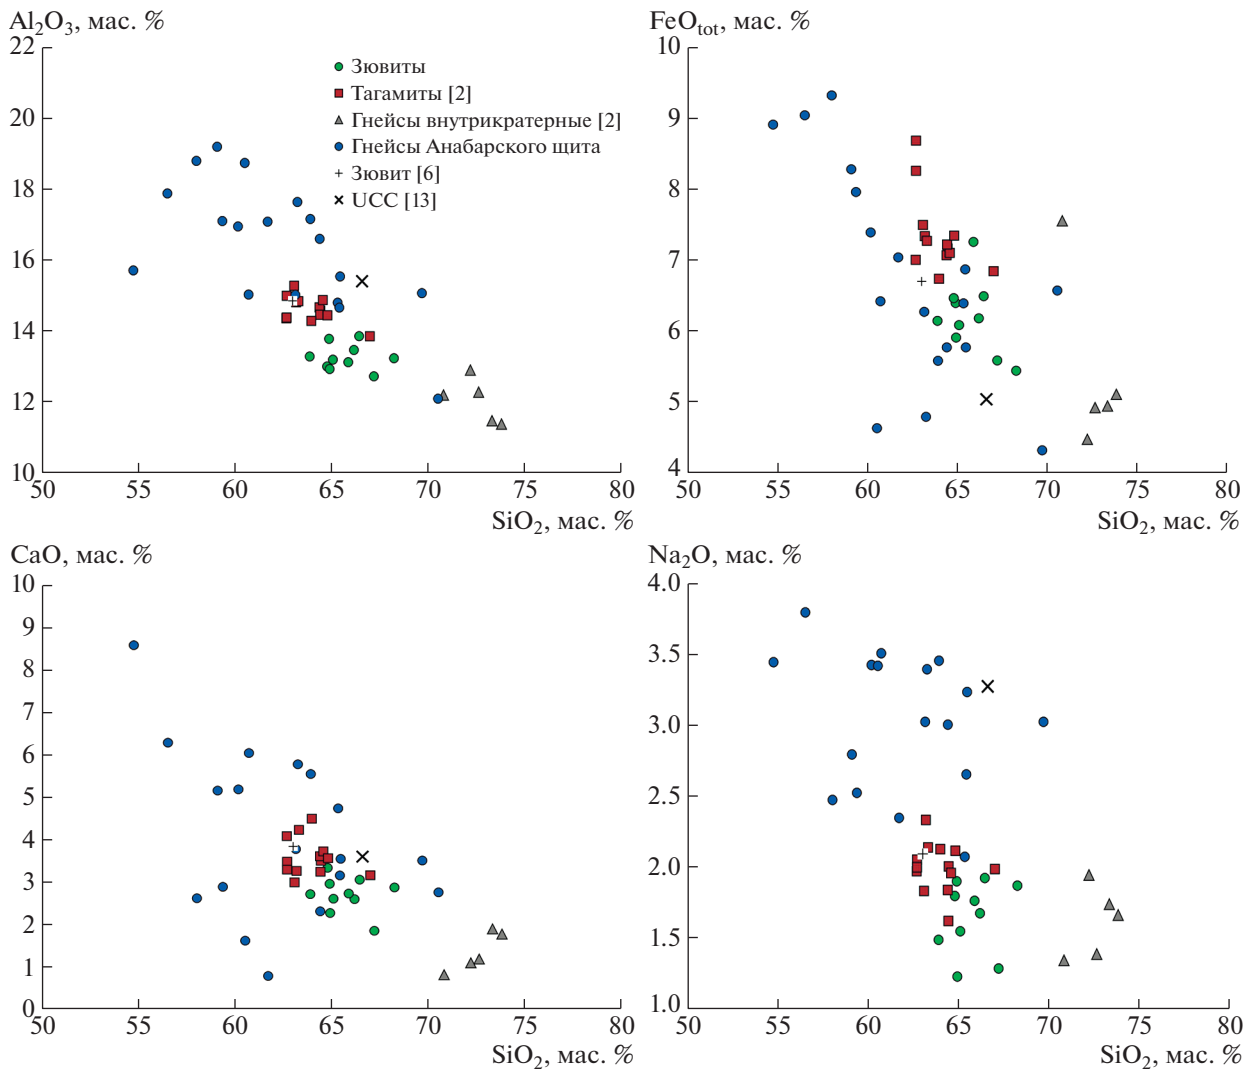 Al₂O₃, мас. %
22
20
18
16
14
12
10
50 55 60 65 70 75 80
SiO₂, мас. %
Зювиты
Тагамиты [2]
Гнейсы внутрикратерные [2]
Гнейсы Анабарского щита
Зювит [6]
UCC [13]
FeOtot, мас. %
10
9
8
7
6
5
4
50 55 60 65 70 75 80
SiO₂, мас. %
CaO, мас. %
10
9
8
7
6
5
4
3
2
1
0
50 55 60 65 70 75 80
SiO₂, мас. %
Na₂O, мас. %
4.0
3.5
3.0
2.5
2.0
1.5
1.0
50 55 60 65 70 75 80
SiO₂, мас. %